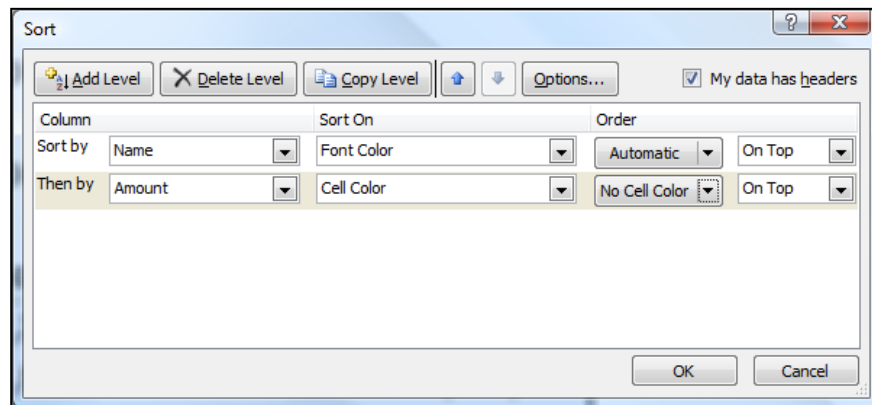 Sort
Add Level Delete Level Copy Level Options... My data has headers
Column Sort On Order
Sort by Name Font Color Automatic On Top
Then by Amount Cell Color No Cell Color On Top
OK Cancel